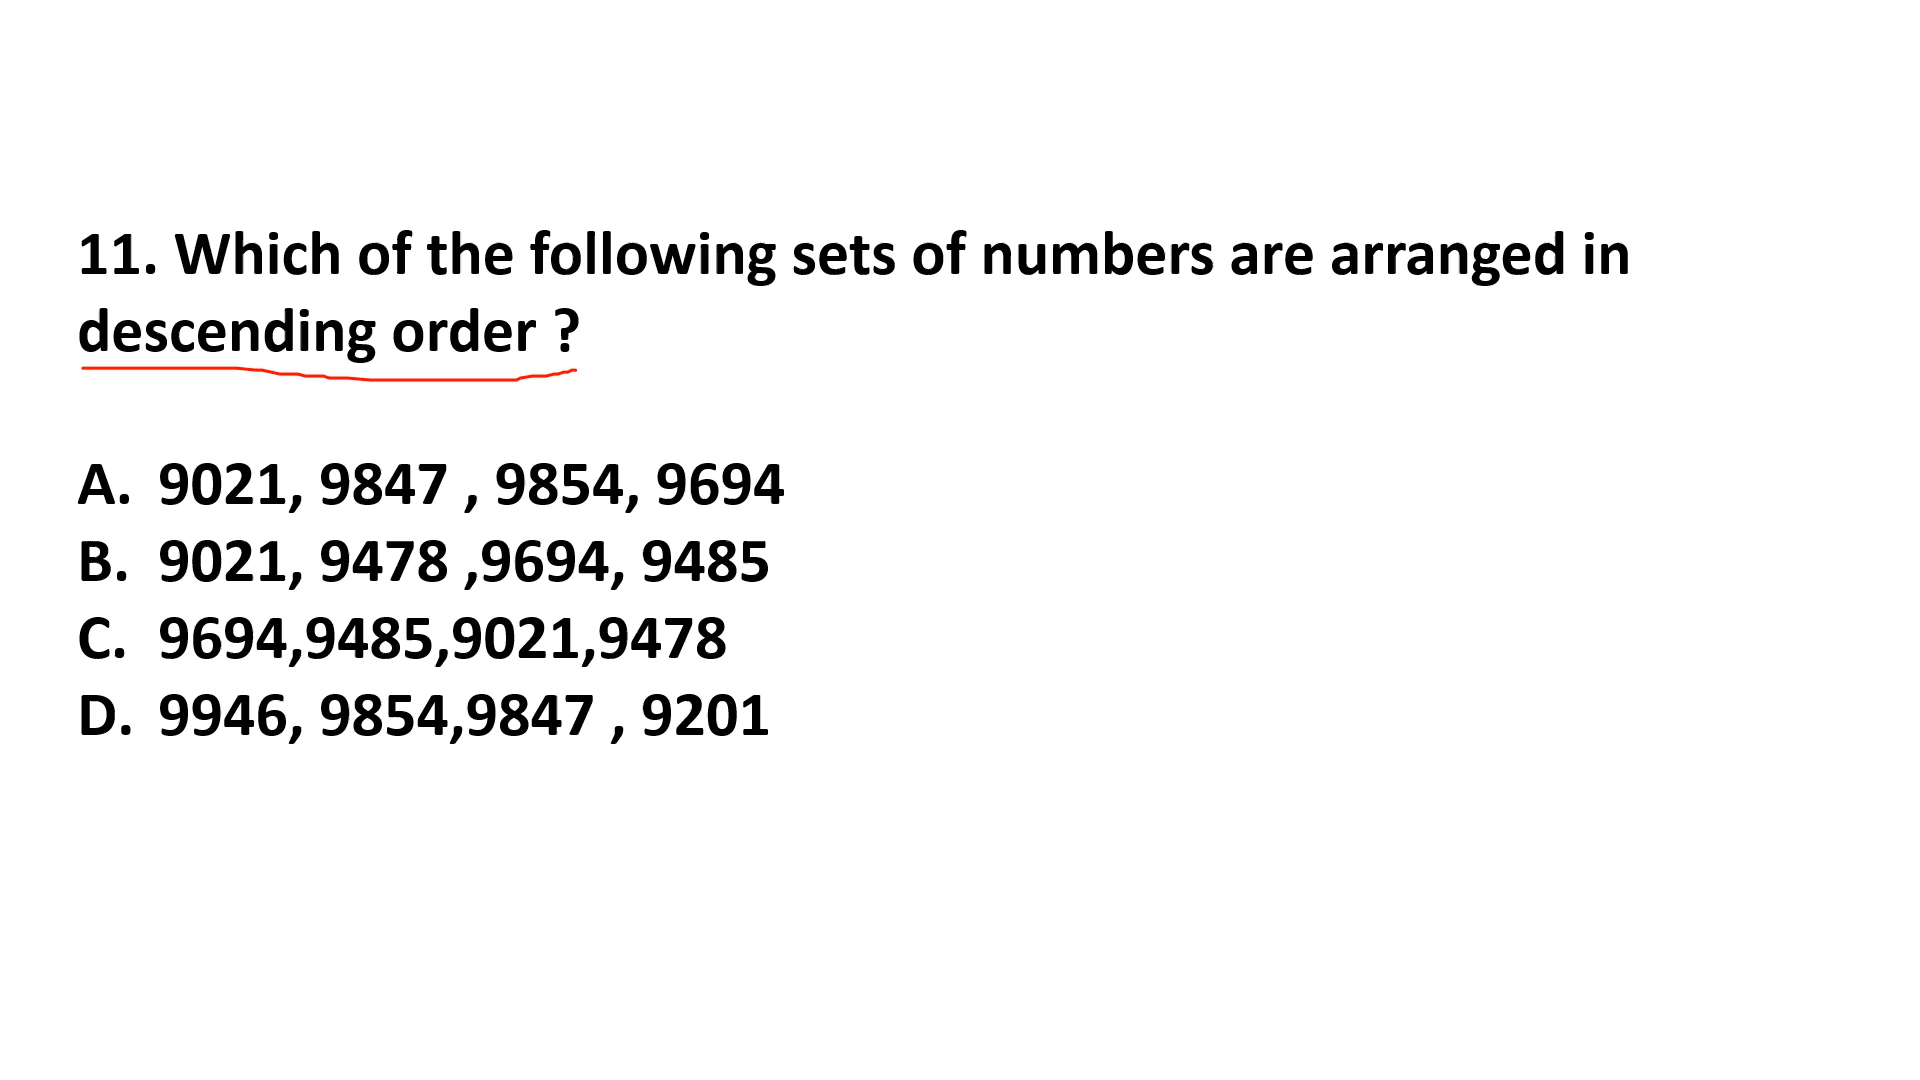 11. Which of the following sets of numbers are arranged in
descending order ?
A. 9021, 9847 , 9854, 9694
B. 9021, 9478 ,9694, 9485
C. 9694,9485,9021,9478
D. 9946, 9854,9847 , 9201